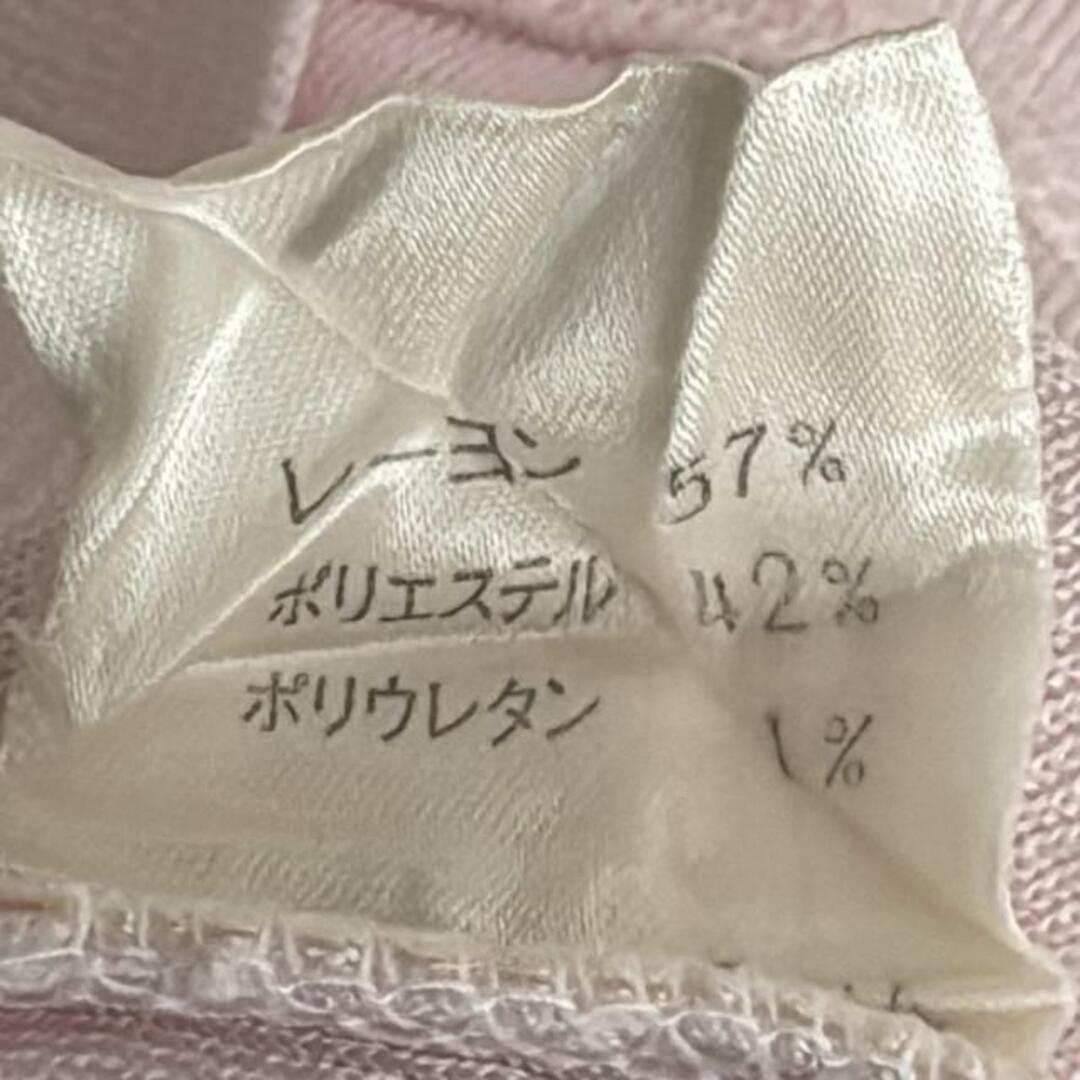 レーヨン 57%
ポリエステル 42%
ポリウレタン 1%